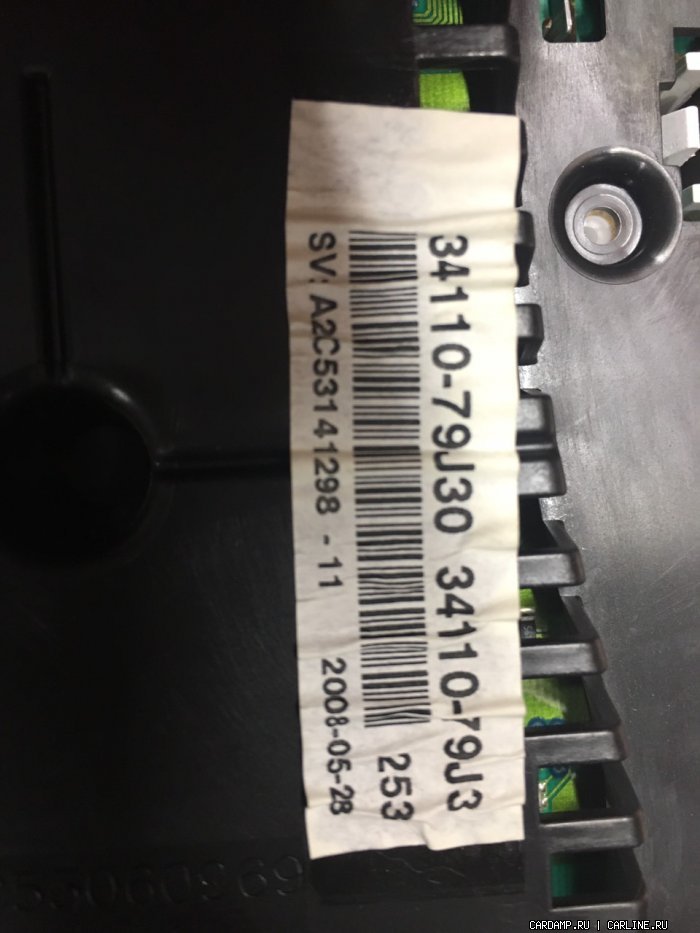 34110-79J30 34110-79J3
253
SV: A2C53141298 - 11 2008-05-28
CARDAMP.RU | CARLINE.RU